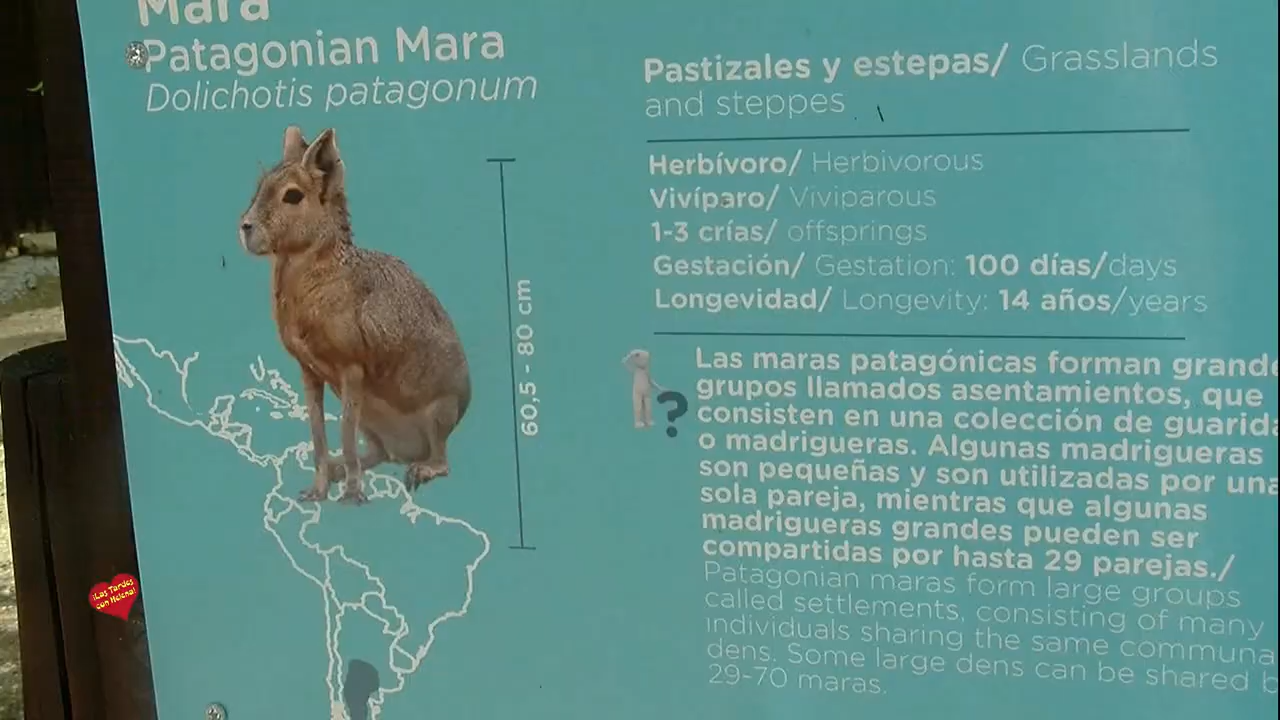 Mara
Patagonian Mara
Dolichotis patagonum
60,5 - 80 cm
Pastizales y estepas/ Grasslands
and steppes
Herbívoro/ Herbivorous
Vivíparo/ Viviparous
1-3 crías/ offsprings
Gestación/ Gestation: 100 días/days
Longevidad/ Longevity: 14 años/years
?
Las maras patagónicas forman grande
grupos llamados asentamientos, que
consisten en una colección de guarida
o madrigueras. Algunas madrigueras
son pequeñas y son utilizadas por una
sola pareja, mientras que algunas
madrigueras grandes pueden ser
compartidas por hasta 29 parejas./
Patagonian maras form large groups
called settlements, consisting of many
individuals sharing the same communa
dens. Some large dens can be shared b
29-70 maras.
¡Las Tardes
con Helena!